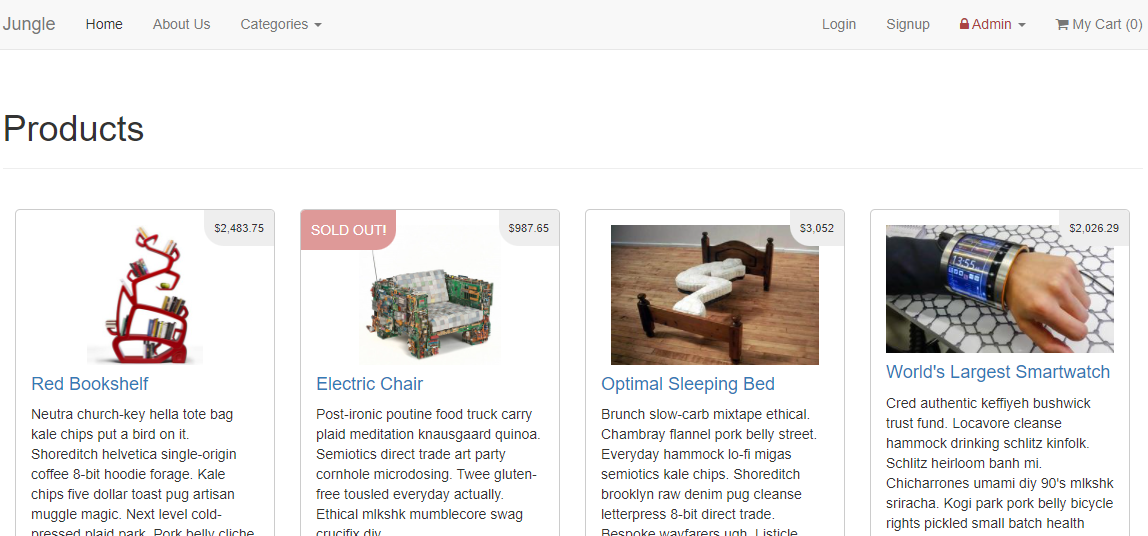 Jungle Home About Us Categories Login Signup Admin My Cart (0)
Products
$2,483.75
Red Bookshelf
Neutra church-key hella tote bag
kale chips put a bird on it.
Shoreditch helvetica single-origin
coffee 8-bit hoodie forage. Kale
chips five dollar toast pug artisan
muggle magic. Next level cold-
pressed plaid park. Pork belly cliche
SOLD OUT! $987.65
Electric Chair
Post-ironic poutine food truck carry
plaid meditation knausgaard quinoa.
Semiotics direct trade art party
cornhole microdosing. Twee gluten-
free tousled everyday actually.
Ethical mlkshk mumblecore swag
crucifix diy.
$3,052
Optimal Sleeping Bed
Brunch slow-carb mixtape ethical.
Chambray flannel pork belly street.
Everyday hammock lo-fi migas
semiotics kale chips. Shoreditch
brooklyn raw denim pug cleanse
letterpress 8-bit direct trade.
Bespoke wayfarers ugh. Listicle
$2,026.29
13:55
World's Largest Smartwatch
Cred authentic keffiyeh bushwick
trust fund. Locavore cleanse
hammock drinking schlitz kinfolk.
Schlitz heirloom banh mi.
Chicharrones umami diy 90's mlkshk
sriracha. Kogi park pork belly bicycle
rights pickled small batch health